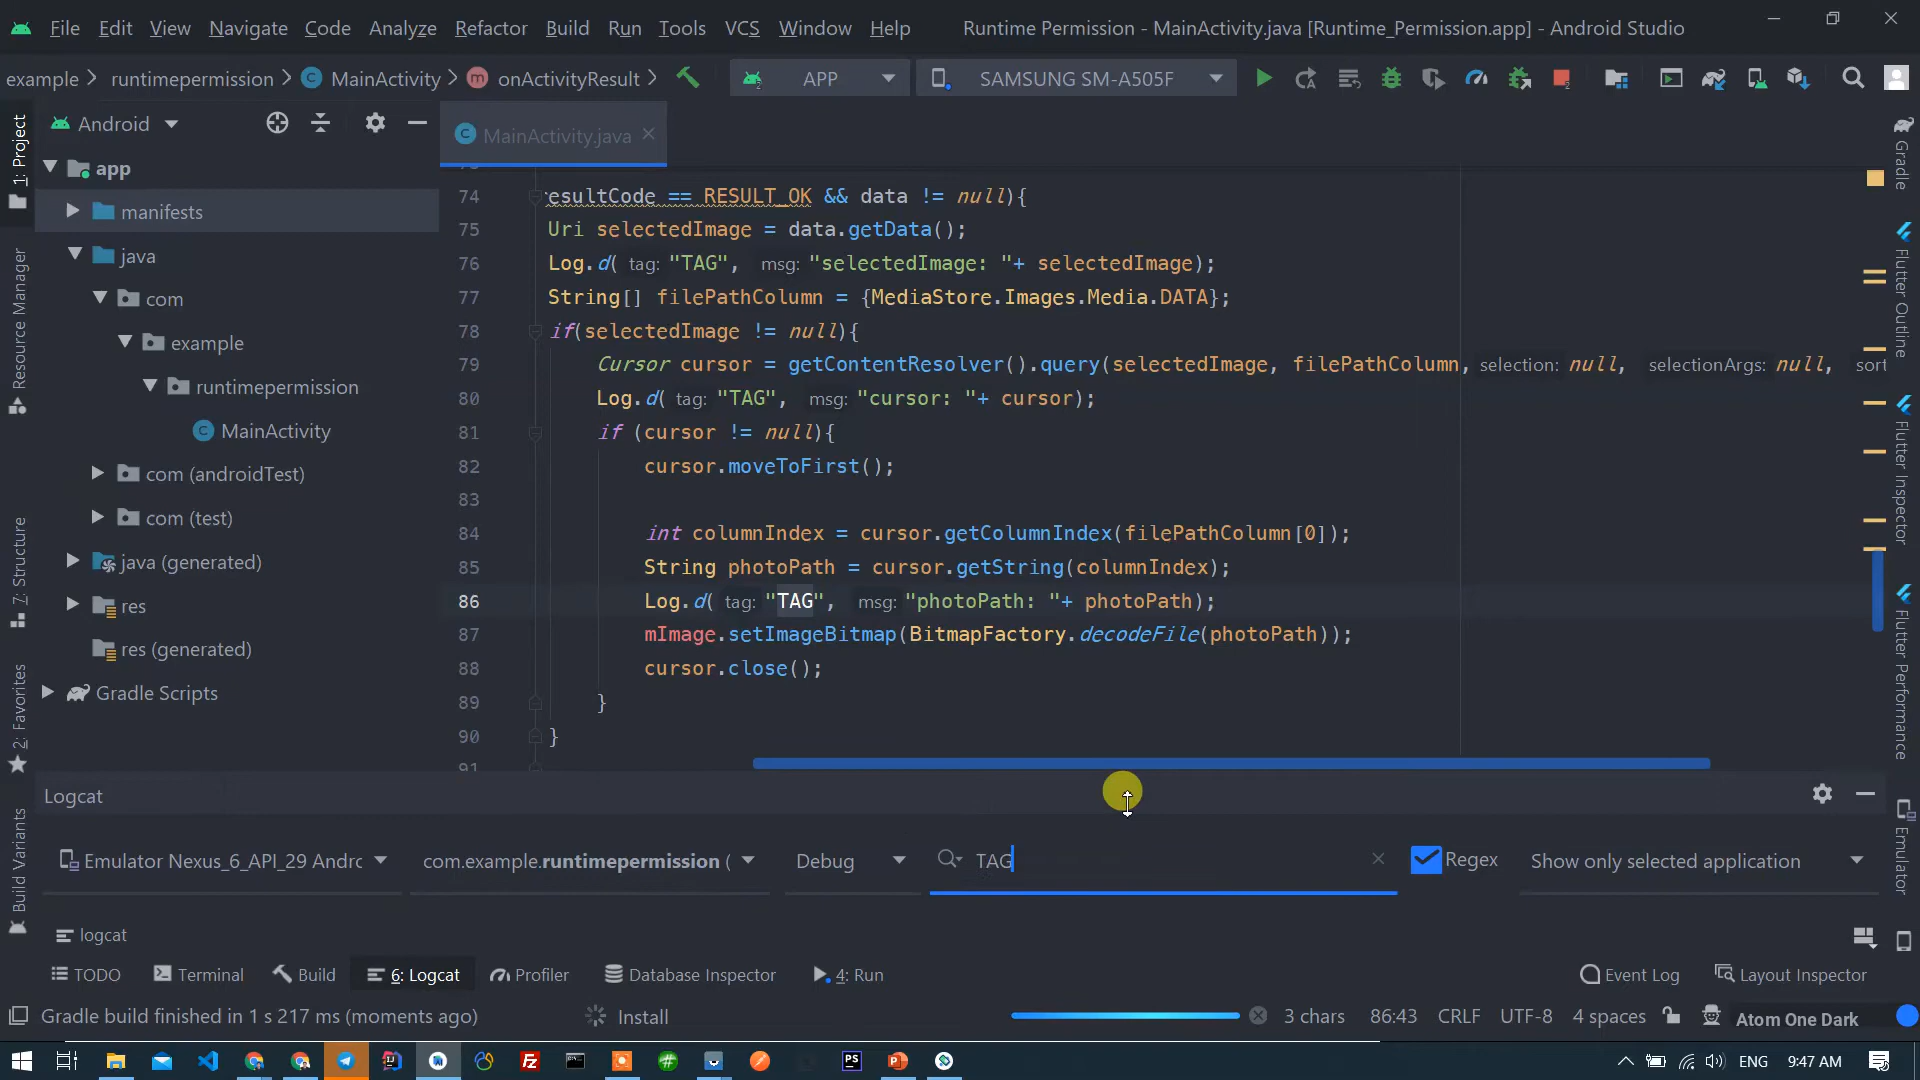 File Edit View Navigate Code Analyze Refactor Build Run Tools VCS Window Help Runtime Permission - MainActivity.java [Runtime_Permission.app] - Android Studio
example runtimepermission MainActivity onActivityResult APP SAMSUNG SM-A505F
Android
MainActivity.java
app
manifests
java
com
example
runtimepermission
MainActivity
com (androidTest)
com (test)
java (generated)
res
res (generated)
Gradle Scripts
1: Project
Resource Manager
7: Structure
2: Favorites
Build Variants
74 resultCode == RESULT_OK && data != null){
75 Uri selectedImage = data.getData();
76 Log.d( tag: "TAG", msg: "selectedImage: "+ selectedImage);
77 String[] filePathColumn = {MediaStore.Images.Media.DATA};
78 if(selectedImage != null){
79 Cursor cursor = getContentResolver().query(selectedImage, filePathColumn, selection: null, selectionArgs: null, sort
80 Log.d( tag: "TAG", msg: "cursor: "+ cursor);
81 if (cursor != null){
82 cursor.moveToFirst();
83
84 int columnIndex = cursor.getColumnIndex(filePathColumn[0]);
85 String photoPath = cursor.getString(columnIndex);
86 Log.d( tag: "TAG", msg: "photoPath: "+ photoPath);
87 mImage.setImageBitmap(BitmapFactory.decodeFile(photoPath));
88 cursor.close();
89 }
90 }
91
Gradle
Flutter Outline
Flutter Inspector
Flutter Performance
Emulator
Logcat
Emulator Nexus_6_API_29 Andrc com.example.runtimepermission ( Debug TAG Regex Show only selected application
logcat
TODO Terminal Build 6: Logcat Profiler Database Inspector 4: Run Event Log Layout Inspector
Gradle build finished in 1 s 217 ms (moments ago) Install 3 chars 86:43 CRLF UTF-8 4 spaces Atom One Dark
PS ENG 9:47 AM